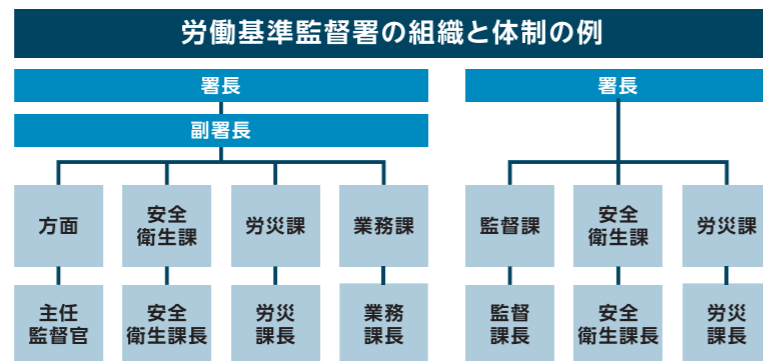 労働基準監督署の組織と体制の例
署長
副署長
方面
安全
衛生課
労災課
業務課
主任
監督官
安全
衛生課長
労災
課長
業務
課長
署長
監督課
安全
衛生課
労災課
監督
課長
安全
衛生課長
労災
課長